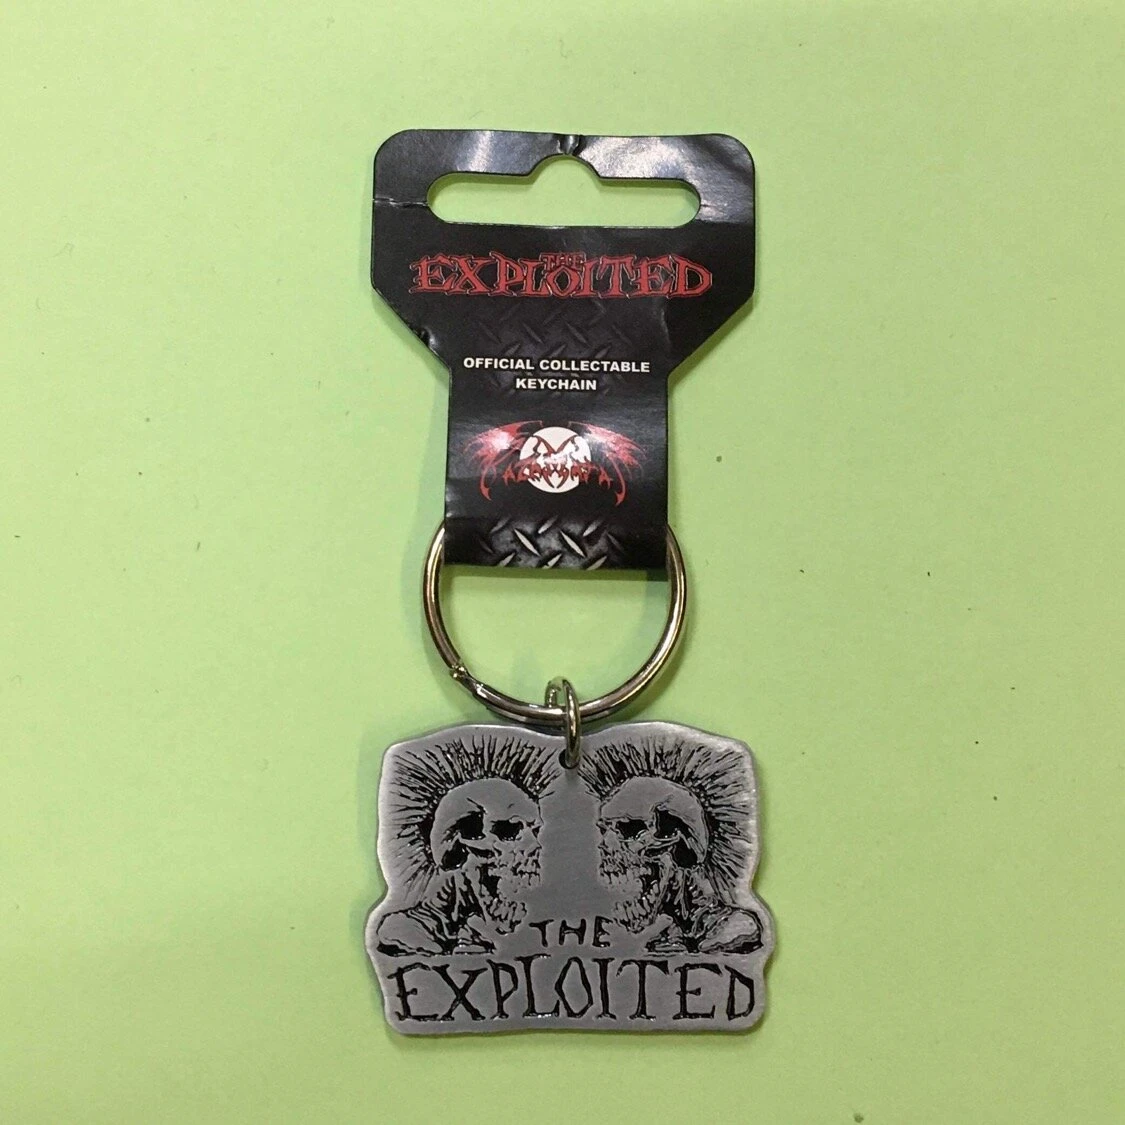 THE
EXPLOITED
OFFICIAL COLLECTABLE
KEYCHAIN
THE
EXPLOITED